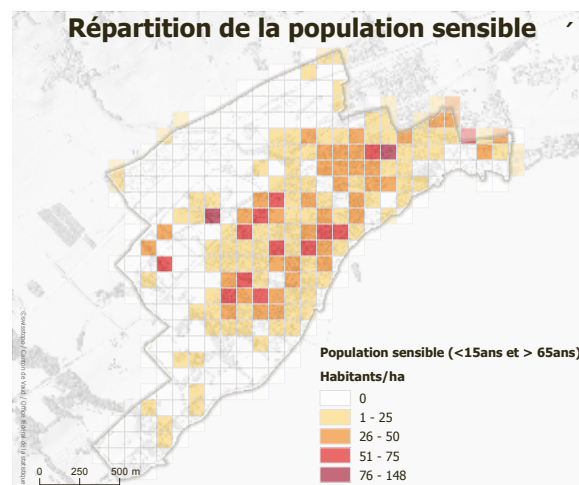 Répartition de la population sensible
Population sensible (<15ans et > 65ans)
Habitants/ha
0
1 - 25
26 - 50
51 - 75
76 - 148
0 250 500 m